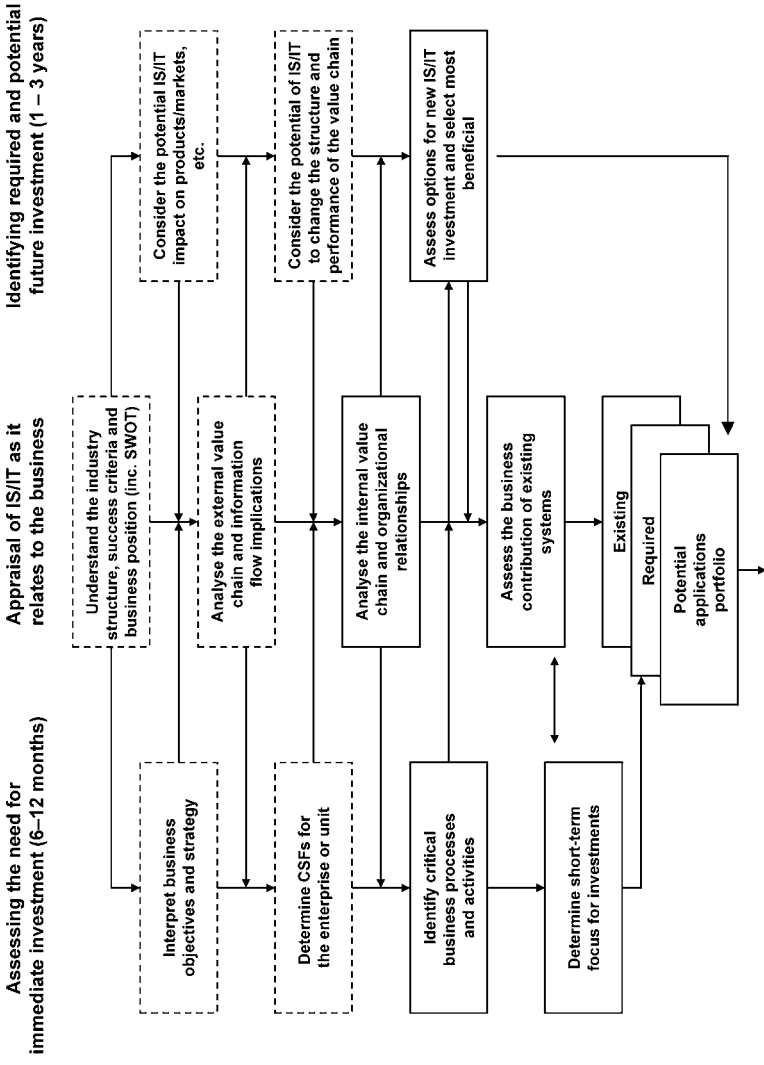 Assessing the need for
immediate investment (6–12 months)
Appraisal of IS/IT as it
relates to the business
Identifying required and potential
future investment (1 – 3 years)
Understand the industry
structure, success criteria and
business position (inc. SWOT)
Interpret business
objectives and strategy
Consider the potential IS/IT
impact on products/markets,
etc.
Analyse the external value
chain and information
flow implications
Determine CSFs for
the enterprise or unit
Consider the potential of IS/IT
to change the structure and
performance of the value chain
Analyse the internal value
chain and organizational
relationships
Identify critical
business processes
and activities
Assess options for new IS/IT
investment and select most
beneficial
Assess the business
contribution of existing
systems
Determine short-term
focus for investments
Existing
Required
Potential
applications
portfolio